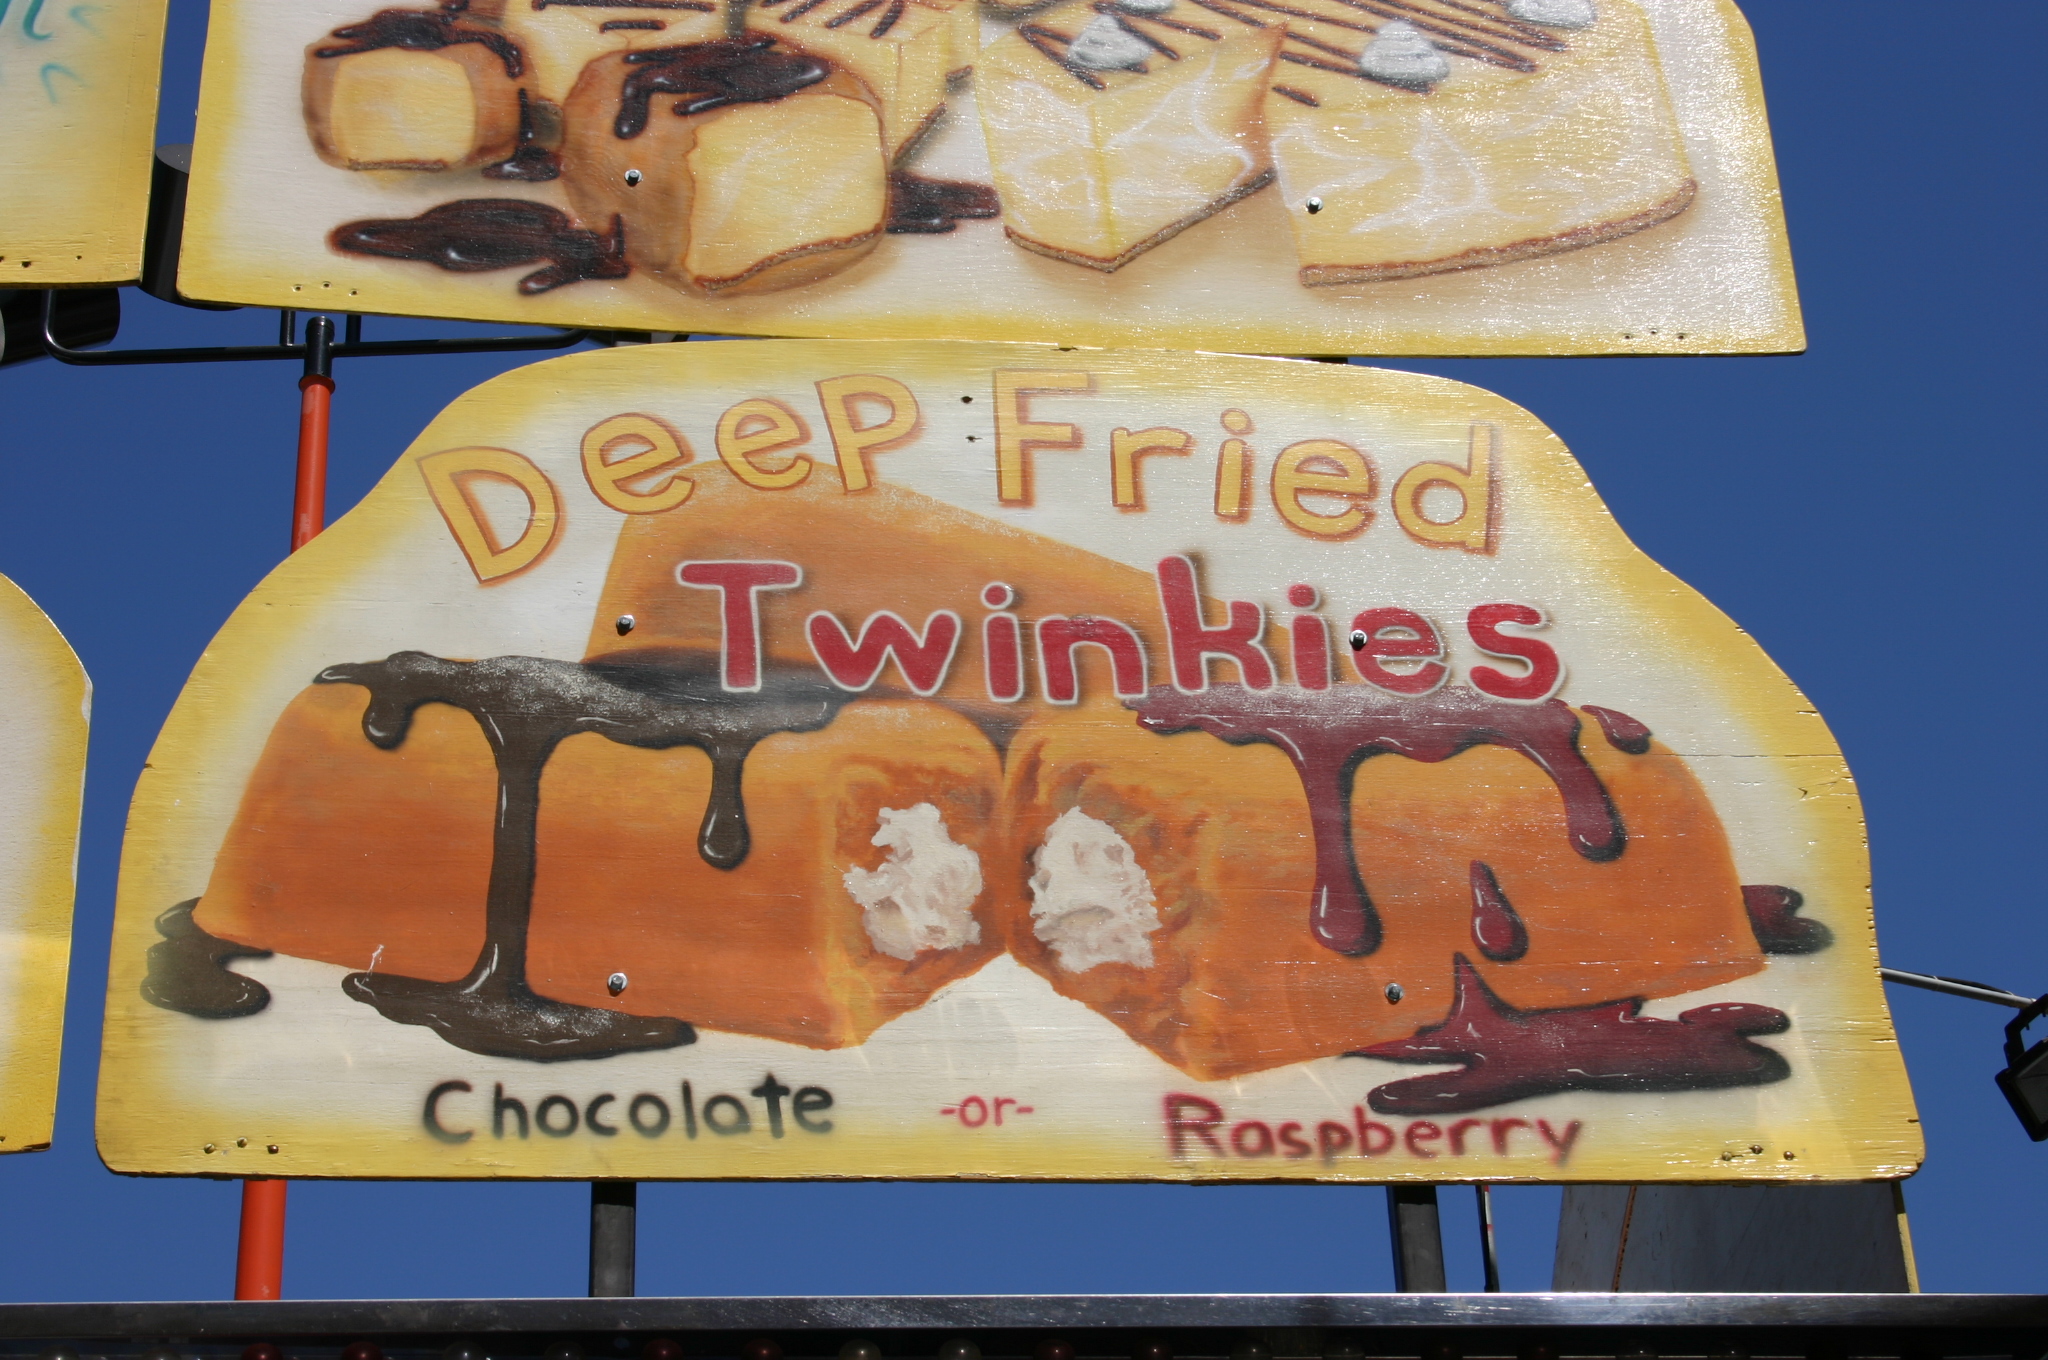 Deep Fried
Twinkies
Chocolate -or- Raspberry